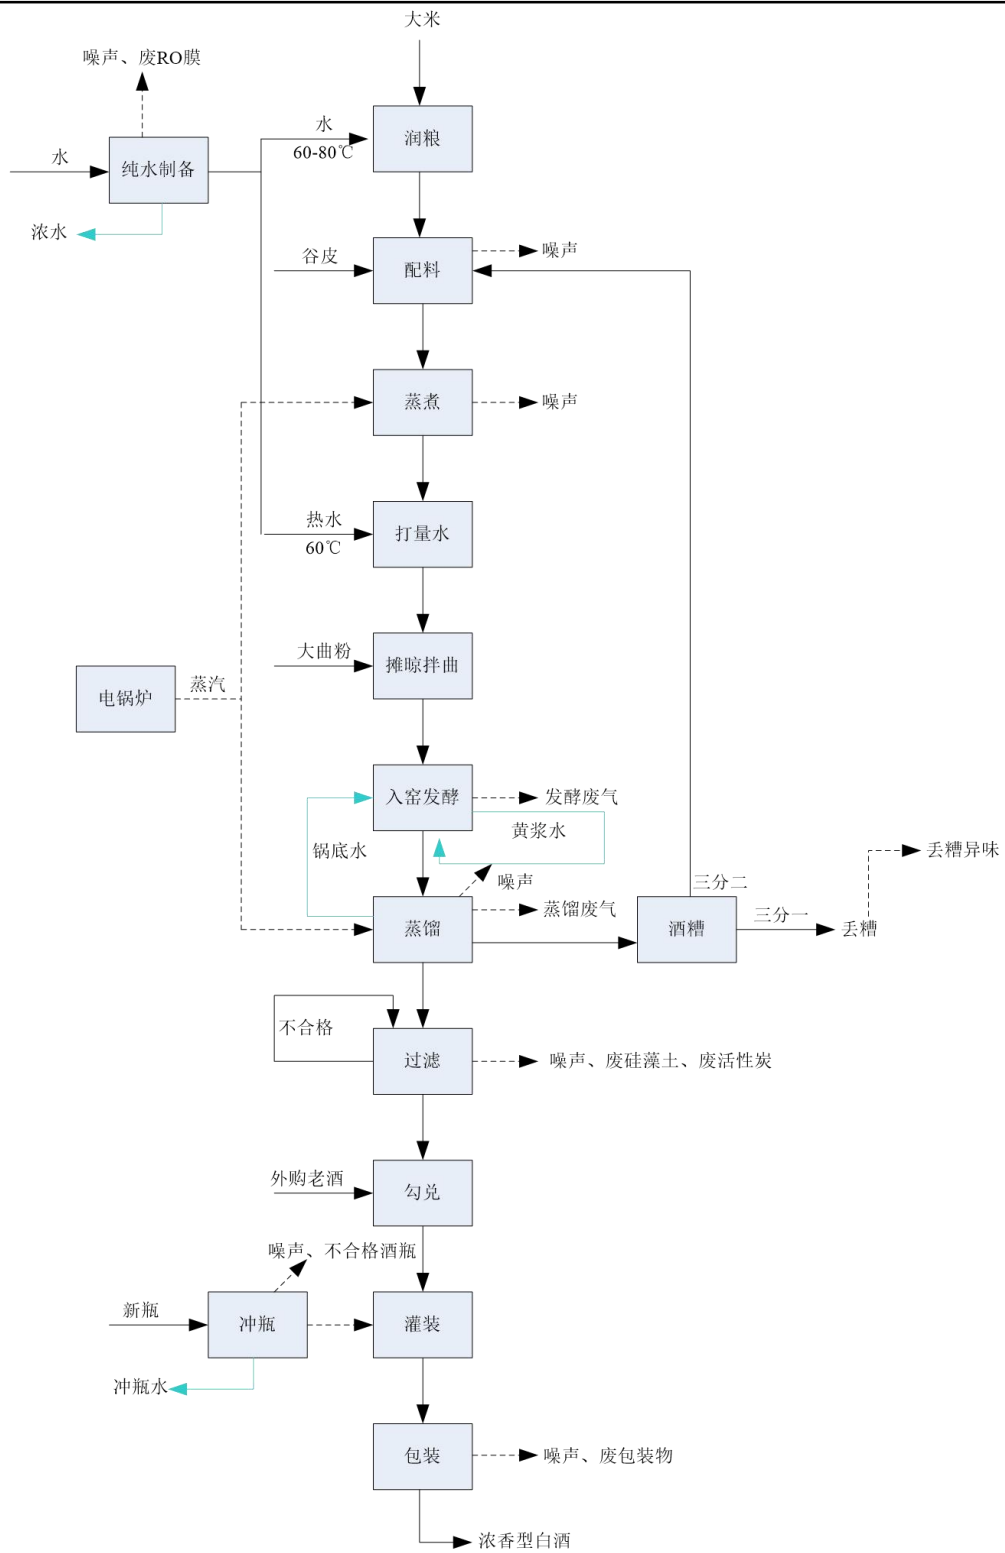 大米
噪声、废RO膜
水
60-80℃
润粮
水
纯水制备
浓水
谷皮
配料
噪声
蒸煮
噪声
热水
60℃
打量水
大曲粉
摊晾拌曲
电锅炉
蒸汽
入窑发酵
发酵废气
黄浆水
锅底水
噪声
蒸馏
蒸馏废气
三分二
酒糟
三分一
丢糟
丢糟异味
不合格
过滤
噪声、废硅藻土、废活性炭
外购老酒
勾兑
噪声、不合格酒瓶
新瓶
冲瓶
灌装
冲瓶水
包装
噪声、废包装物
浓香型白酒